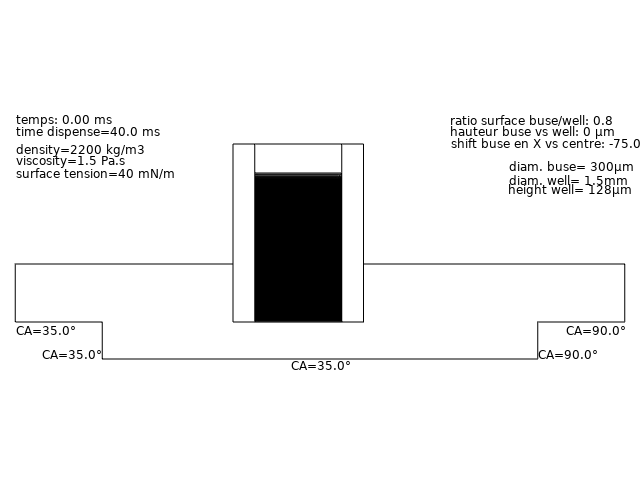 temps: 0.00 ms
time dispense=40.0 ms
density=2200 kg/m3
viscosity=1.5 Pa.s
surface tension=40 mN/m
ratio surface buse/well: 0.8
hauteur buse vs well: 0 µm
shift buse en X vs centre: -75.0
diam. buse= 300µm
diam. well= 1.5mm
height well= 128µm
CA=35.0°
CA=90.0°
CA=35.0°
CA=90.0°
CA=35.0°